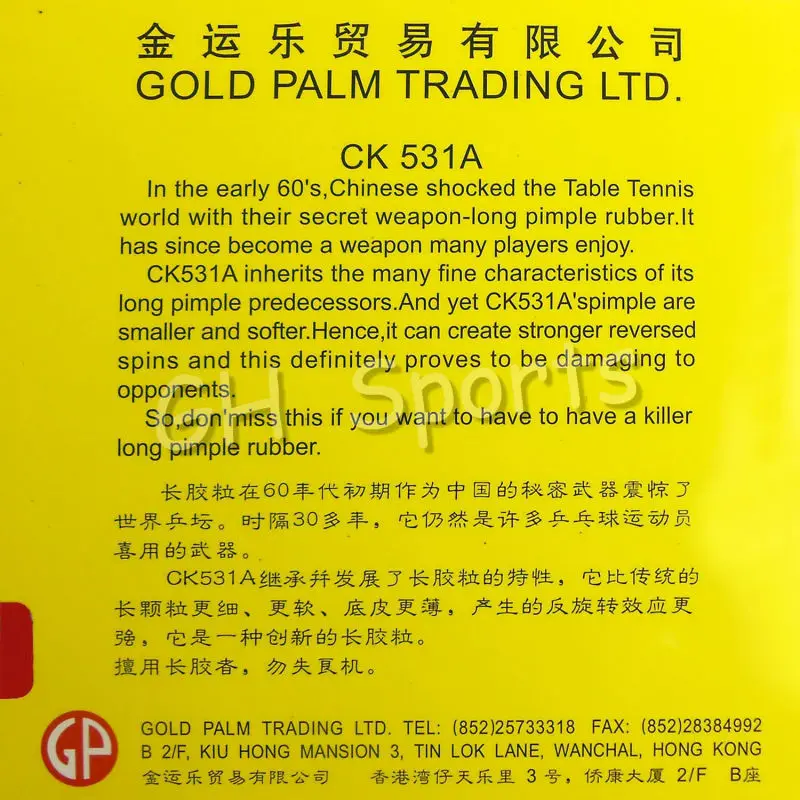 金运乐贸易有限公司
GOLD PALM TRADING LTD.
CK 531A
In the early 60's,Chinese shocked the Table Tennis
world with their secret weapon-long pimple rubber.It
has since become a weapon many players enjoy.
CK531A inherits the many fine characteristics of its
long pimple predecessors.And yet CK531A'spimple are
smaller and softer.Hence,it can create stronger reversed
spins and this definitely proves to be damaging to
opponents.
So,don'miss this if you want to have to have a killer
long pimple rubber.
GH Sports
长胶粒在60年代初期作为中国的秘密武器震惊了
世界乒坛。时隔30多年，它仍然是许多乒乓球运动员
喜用的武器。
CK531A继承并发展了长胶粒的特性，它比传统的
长颗粒更细、更软、底皮更薄，产生的反旋转效应更
强，它是一种创新的长胶粒。
擅用长胶者，勿失良机。
GP
GOLD PALM TRADING LTD. TEL: (852)25733318 FAX: (852)28384992
B 2/F, KIU HONG MANSION 3, TIN LOK LANE, WANCHAL, HONG KONG
金运乐贸易有限公司 香港湾仔天乐里 3 号，侨康大厦 2/F B座